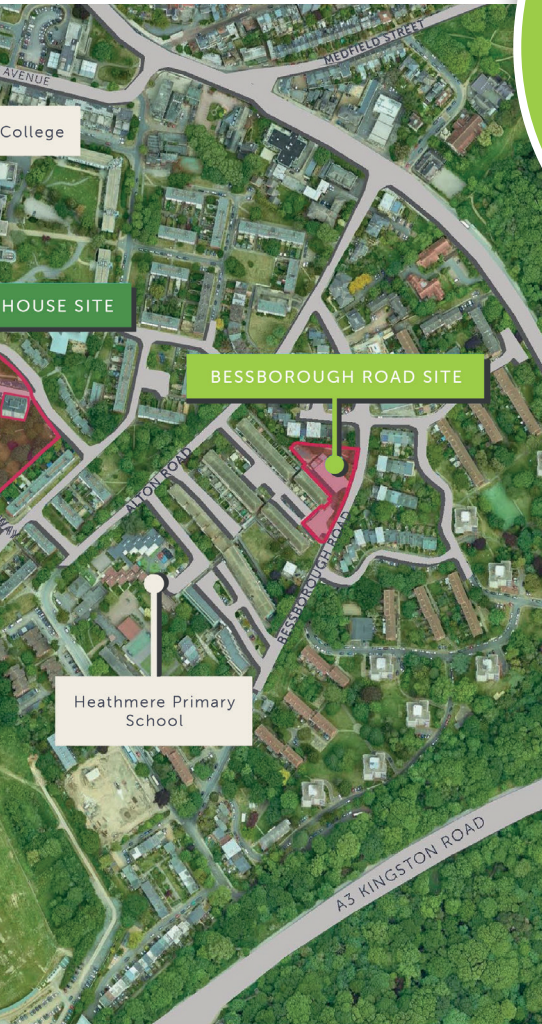 MEDFIELD STREET
AVENUE
College
HOUSE SITE
BESSBOROUGH ROAD SITE
ALTON ROAD
BESSBOROUGH ROAD
Heathmere Primary
School
A3 KINGSTON ROAD